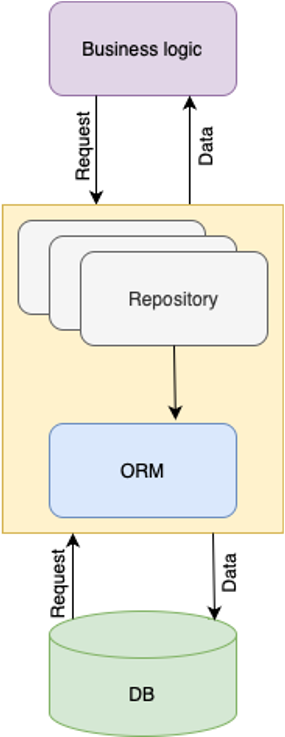 Business logic
Request
Data
Repository
ORM
Request
Data
DB